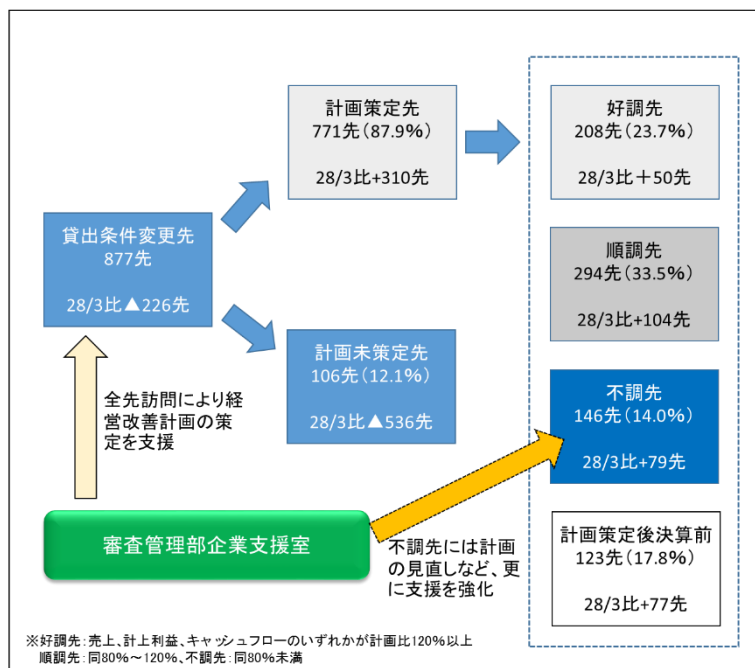 計画策定先
771先(87.9%)
28/3比+310先
好調先
208先(23.7%)
28/3比+50先
貸出条件変更先
877先
28/3比▲226先
順調先
294先(33.5%)
28/3比+104先
計画未策定先
106先(12.1%)
28/3比▲536先
全先訪問により経
営改善計画の策
定を支援
不調先
146先(14.0%)
28/3比+79先
審査管理部企業支援室
不調先には計画
の見直しなど、更
に支援を強化
計画策定後決算前
123先(17.8%)
28/3比+77先
※好調先:売上、計上利益、キャッシュフローのいずれかが計画比120%以上
順調先:同80%~120%、不調先:同80%未満